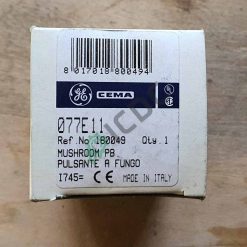 8 017018 800494
GE CEMA UL
077E11
Ref. No. 180049 Qty. 1
MUSHROOM PB
PULSANTE A FUNGO
I745= CE MADE IN ITALY